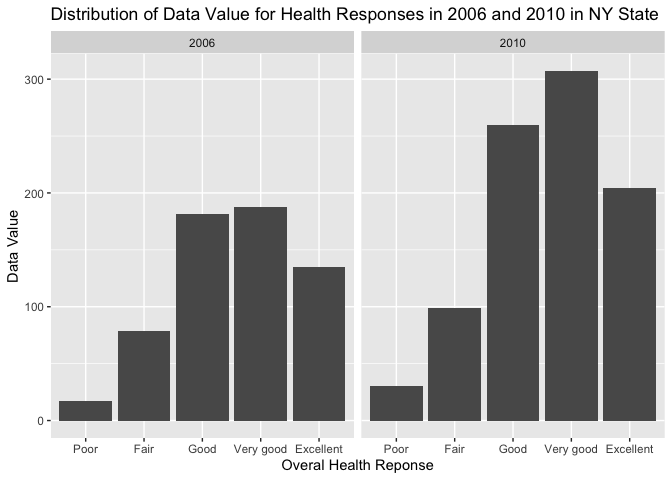 Distribution of Data Value for Health Responses in 2006 and 2010 in NY State
2006
2010
Data Value
300
200
100
0
Poor Fair Good Very good Excellent
Poor Fair Good Very good Excellent
Overal Health Reponse